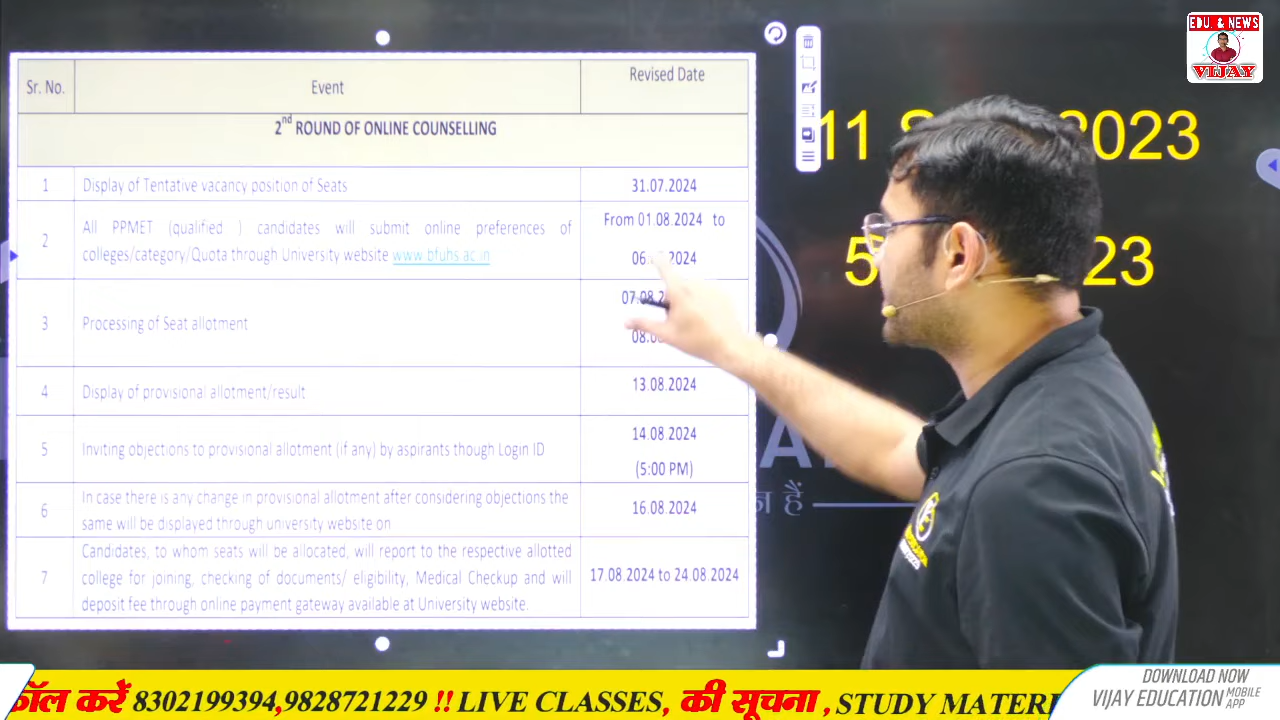 EDU. & NEWS
VIJAY
11 S 2023
5 23
Sr. No. Event Revised Date
2nd ROUND OF ONLINE COUNSELLING
1 Display of Tentative vacancy position of Seats 31.07.2024
2 All PPMET (qualified ) candidates will submit online preferences of From 01.08.2024 to
colleges/category/Quota through University website www.bfuhs.ac.in 06. 2024
3 Processing of Seat allotment 07.08.2
08.0
4 Display of provisional allotment/result 13.08.2024
5 Inviting objections to provisional allotment (if any) by aspirants though Login ID 14.08.2024
(5:00 PM)
6 In case there is any change in provisional allotment after considering objections the 16.08.2024
same will be displayed through university website on
7 Candidates, to whom seats will be allocated, will report to the respective allotted
college for joining, checking of documents/ eligibility, Medical Checkup and will 17.08.2024 to 24.08.2024
deposit fee through online payment gateway available at University website.
हैं
कॉल करें 8302199394,9828721229 !! LIVE CLASSES, की सूचना , STUDY MATERI
DOWNLOAD NOW
VIJAY EDUCATION MOBILE APP